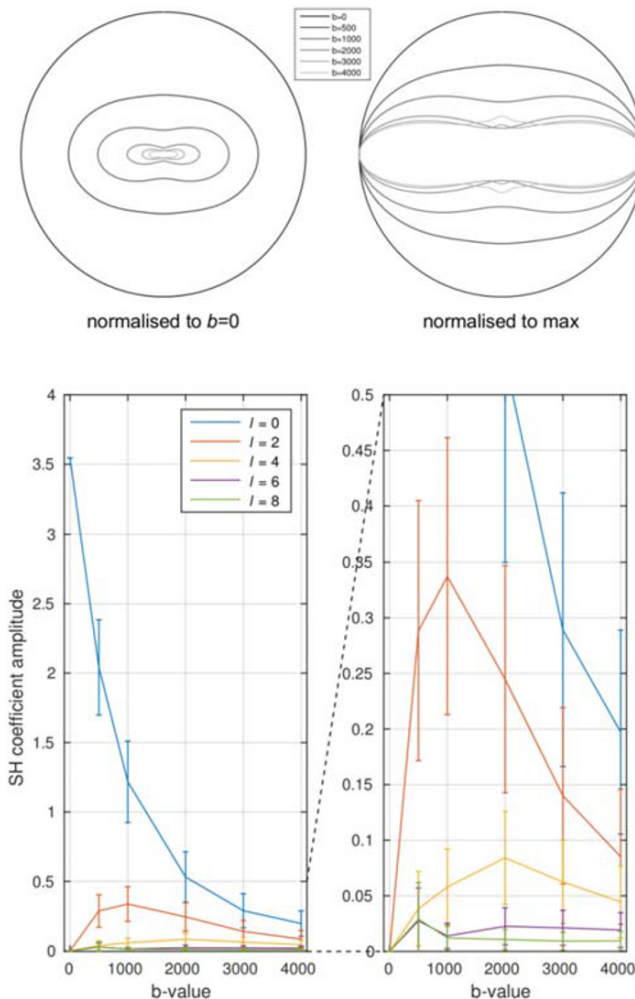 b=0
b=500
b=1000
b=2000
b=3000
b=4000
normalised to b=0
normalised to max
4
3.5
3
2.5
2
1.5
1
0.5
0
SH coefficient amplitude
l = 0
l = 2
l = 4
l = 6
l = 8
0 1000 2000 3000 4000
b-value
0.5
0.45
0.4
0.35
0.3
0.25
0.2
0.15
0.1
0.05
0
0 1000 2000 3000 4000
b-value